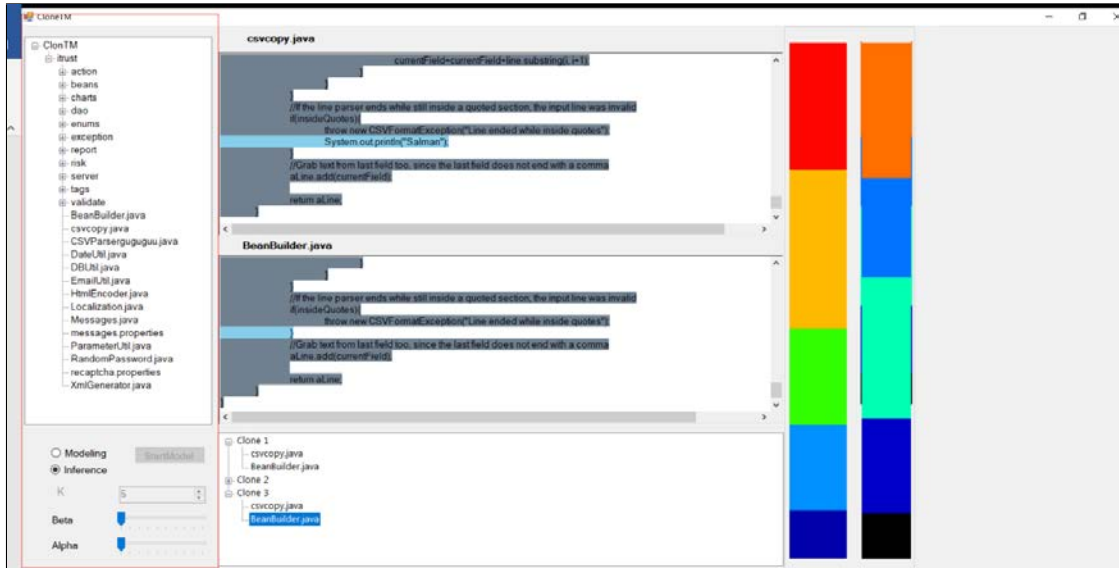 CloneTM
ClonTM
itrust
action
beans
charts
dao
enums
exception
report
risk
server
tags
validate
BeanBuilder.java
csvcopy.java
CSVParserguguguu.java
DateUtil.java
DBUtil.java
EmailUtil.java
HtmlEncoder.java
Localization.java
Messages.java
messages.properties
ParameterUtil.java
RandomPassword.java
recaptcha.properties
XmlGenerator.java
Modeling
StartModel
Inference
K
5
Beta
Alpha
csvcopy.java
currentField=currentField+line.substring(i, i+1);
}
}
}
//If the line parser ends while still inside a quoted section, the input line was invalid
if(insideQuotes){
throw new CSVFormatException("Line ended while inside quotes");
System.out.println("Salman");
}
//Grab text from last field too, since the last field does not end with a comma
aLine.add(currentField);
return aLine;
}
BeanBuilder.java
}
}
}
//If the line parser ends while still inside a quoted section, the input line was invalid
if(insideQuotes){
throw new CSVFormatException("Line ended while inside quotes");
}
//Grab text from last field too, since the last field does not end with a comma
aLine.add(currentField);
return aLine;
}
}
Clone 1
csvcopy.java
BeanBuilder.java
Clone 2
Clone 3
csvcopy.java
BeanBuilder.java